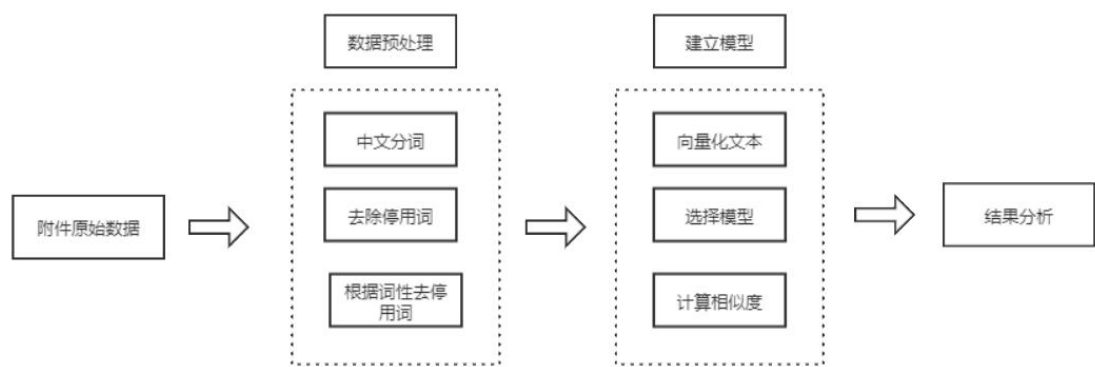 数据预处理
建立模型
中文分词
向量化文本
附件原始数据
去除停用词
选择模型
结果分析
根据词性去停
用词
计算相似度